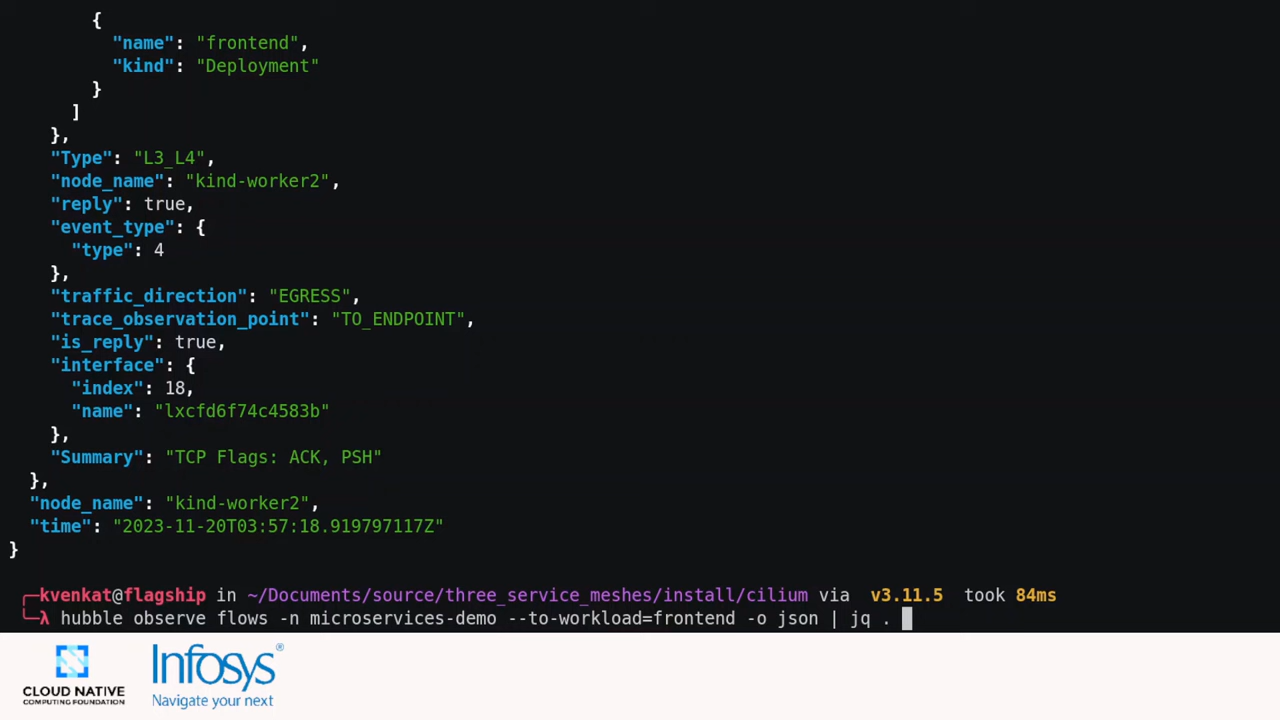 {
"name": "frontend",
"kind": "Deployment"
}
]
},
"Type": "L3_L4",
"node_name": "kind-worker2",
"reply": true,
"event_type": {
"type": 4
},
"traffic_direction": "EGRESS",
"trace_observation_point": "TO_ENDPOINT",
"is_reply": true,
"interface": {
"index": 18,
"name": "lxcfd6f74c4583b"
},
"Summary": "TCP Flags: ACK, PSH"
},
"node_name": "kind-worker2",
"time": "2023-11-20T03:57:18.919797117Z"
}
╭─kvenkat@flagship in ~/Documents/source/three_service_meshes/install/cilium via v3.11.5 took 84ms
╰─λ hubble observe flows -n microservices-demo --to-workload=frontend -o json | jq .
CLOUD NATIVE
COMPUTING FOUNDATION
Infosys®
Navigate your next